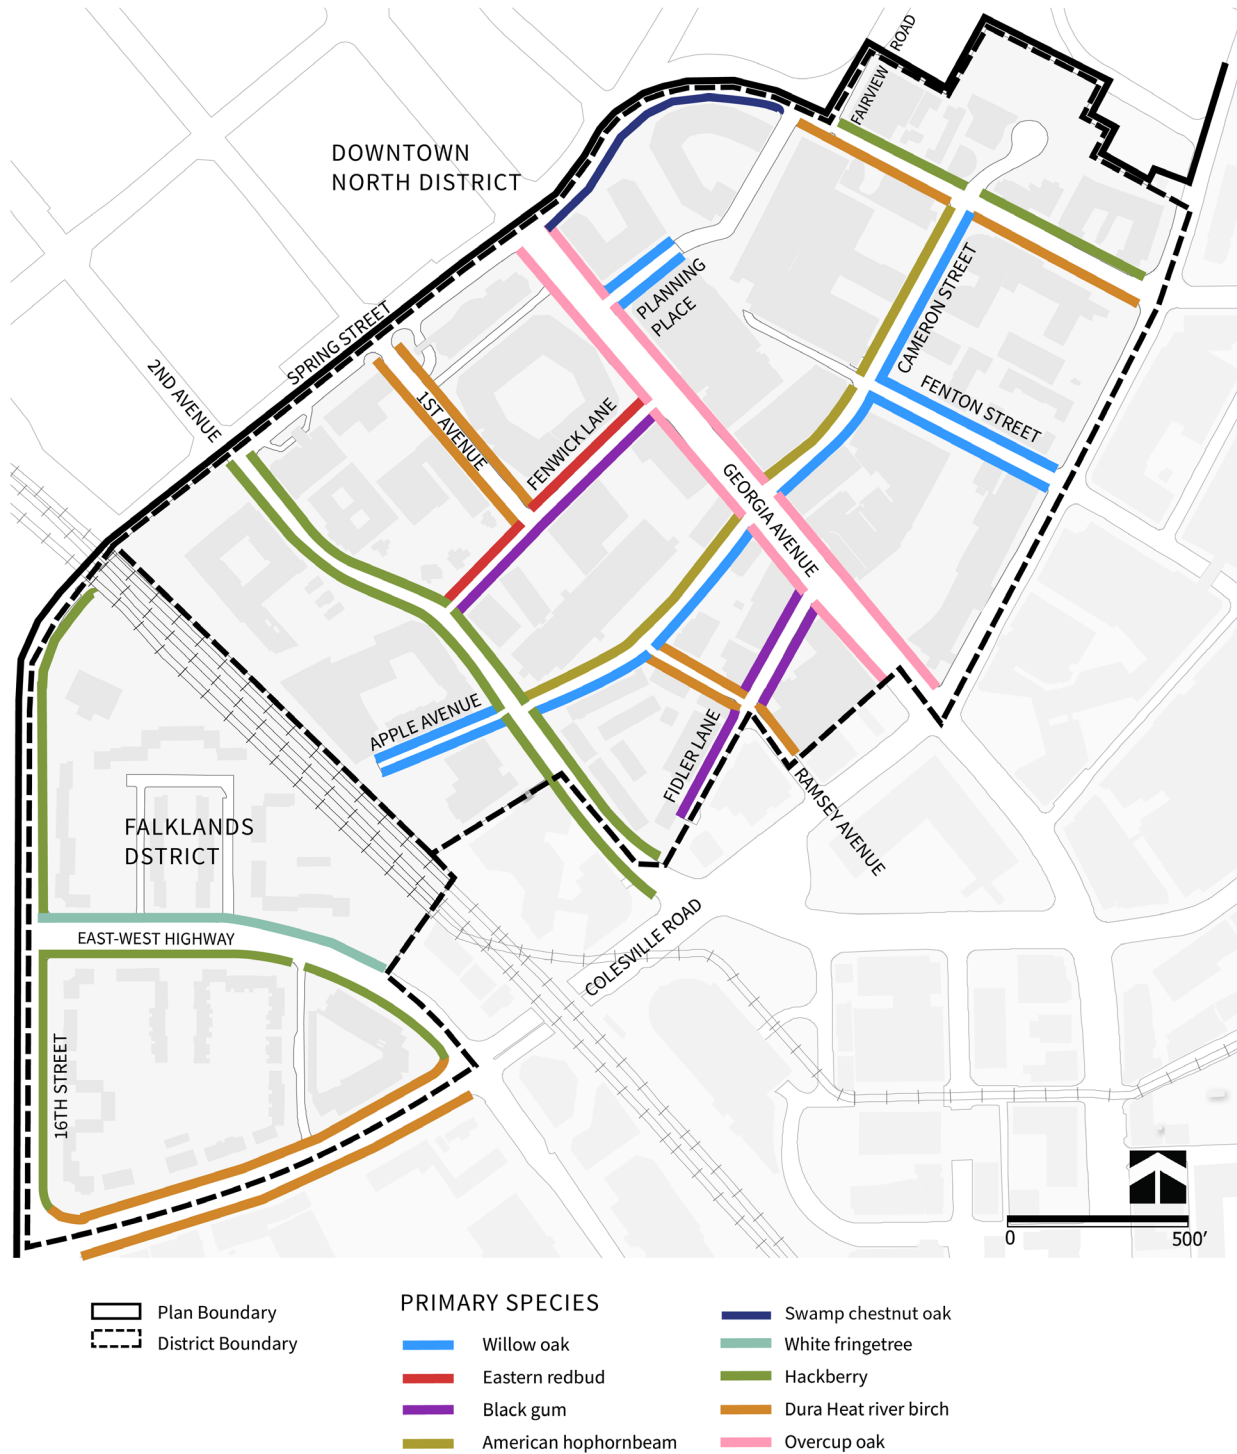 FAIRVIEW ROAD
DOWNTOWN
NORTH DISTRICT
PLANNING
PLACE
CAMERON STREET
SPRING STREET
2ND AVENUE
1ST AVENUE
FENWICK LANE
FENTON STREET
GEORGIA AVENUE
APPLE AVENUE
FIDLER LANE
RAMSEY AVENUE
FALKLANDS
DSTRICT
EAST-WEST HIGHWAY
COLESVILLE ROAD
16TH STREET
0 500’
Plan Boundary
District Boundary
PRIMARY SPECIES
Willow oak
Eastern redbud
Black gum
American hophornbeam
Swamp chestnut oak
White fringetree
Hackberry
Dura Heat river birch
Overcup oak